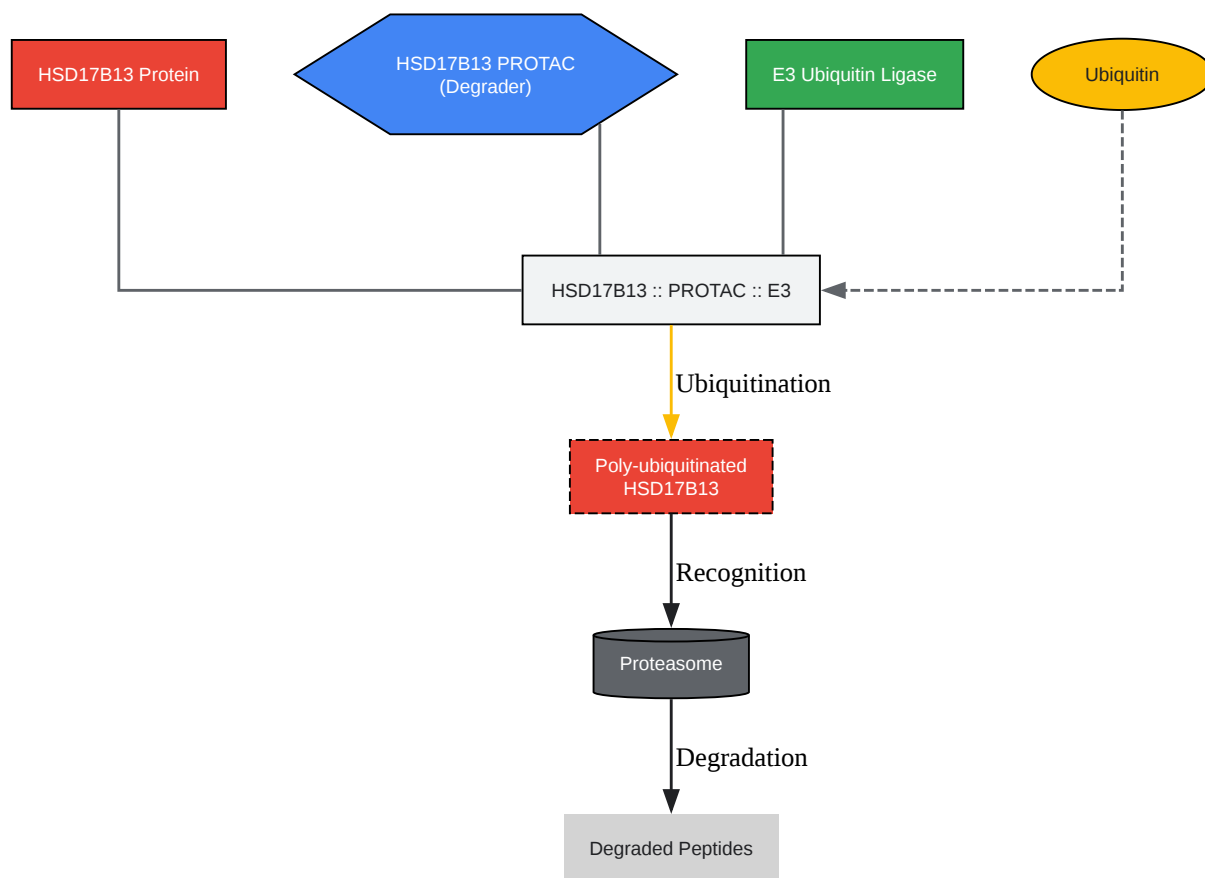 HSD17B13 Protein
HSD17B13 PROTAC
(Degrader)
E3 Ubiquitin Ligase
Ubiquitin
HSD17B13 :: PROTAC :: E3
Ubiquitination
Poly-ubiquitinated
HSD17B13
Recognition
Proteasome
Degradation
Degraded Peptides